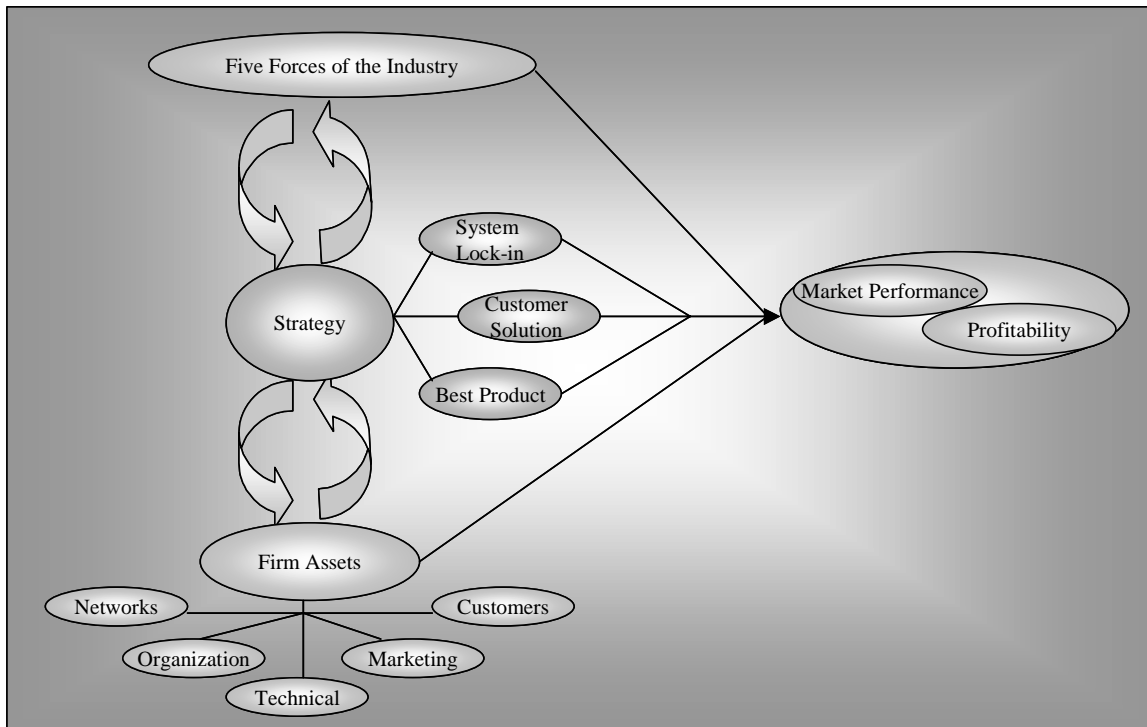 Five Forces of the Industry
System
Lock-in
Customer
Solution
Strategy
Best Product
Market Performance
Profitability
Firm Assets
Networks
Customers
Organization
Marketing
Technical